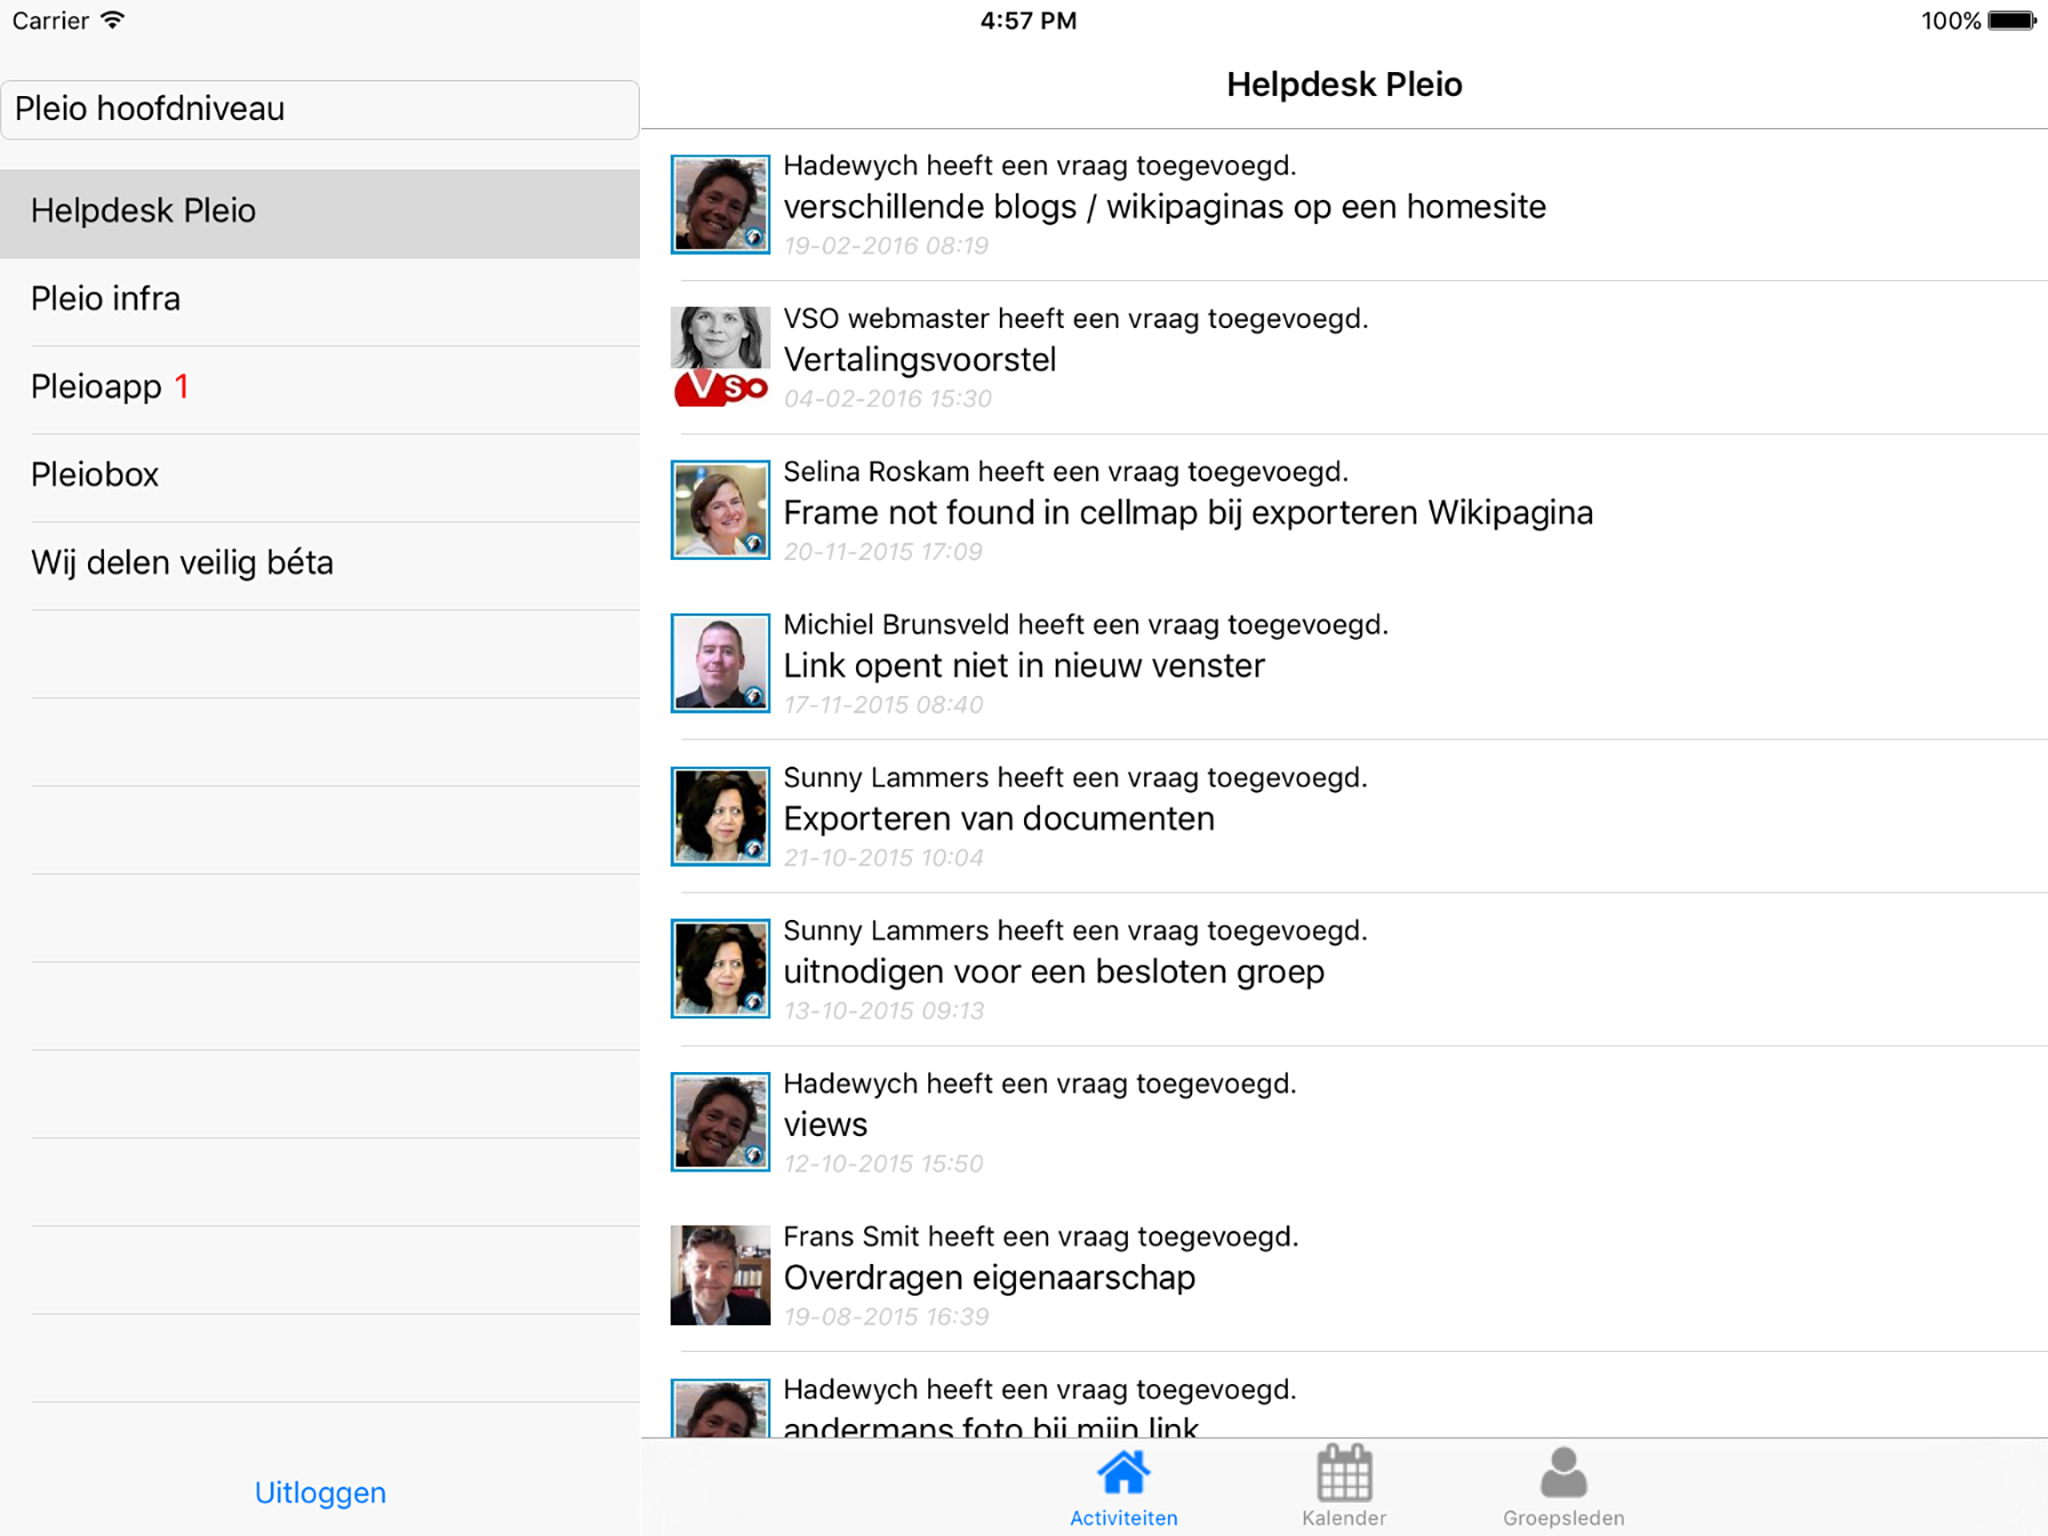 Carrier
4:57 PM
100%
Pleio hoofdniveau
Helpdesk Pleio
Pleio infra
Pleioapp 1
Pleiobox
Wij delen veilig béta
Uitloggen
Helpdesk Pleio
Hadewych heeft een vraag toegevoegd.
verschillende blogs / wikipaginas op een homesite
19-02-2016 08:19
VSO webmaster heeft een vraag toegevoegd.
Vertalingsvoorstel
04-02-2016 15:30
vso
Selina Roskam heeft een vraag toegevoegd.
Frame not found in cellmap bij exporteren Wikipagina
20-11-2015 17:09
Michiel Brunsveld heeft een vraag toegevoegd.
Link opent niet in nieuw venster
17-11-2015 08:40
Sunny Lammers heeft een vraag toegevoegd.
Exporteren van documenten
21-10-2015 10:04
Sunny Lammers heeft een vraag toegevoegd.
uitnodigen voor een besloten groep
13-10-2015 09:13
Hadewych heeft een vraag toegevoegd.
views
12-10-2015 15:50
Frans Smit heeft een vraag toegevoegd.
Overdragen eigenaarschap
19-08-2015 16:39
Hadewych heeft een vraag toegevoegd.
andermans foto bij mijn link
Activiteiten
Kalender
Groepsleden